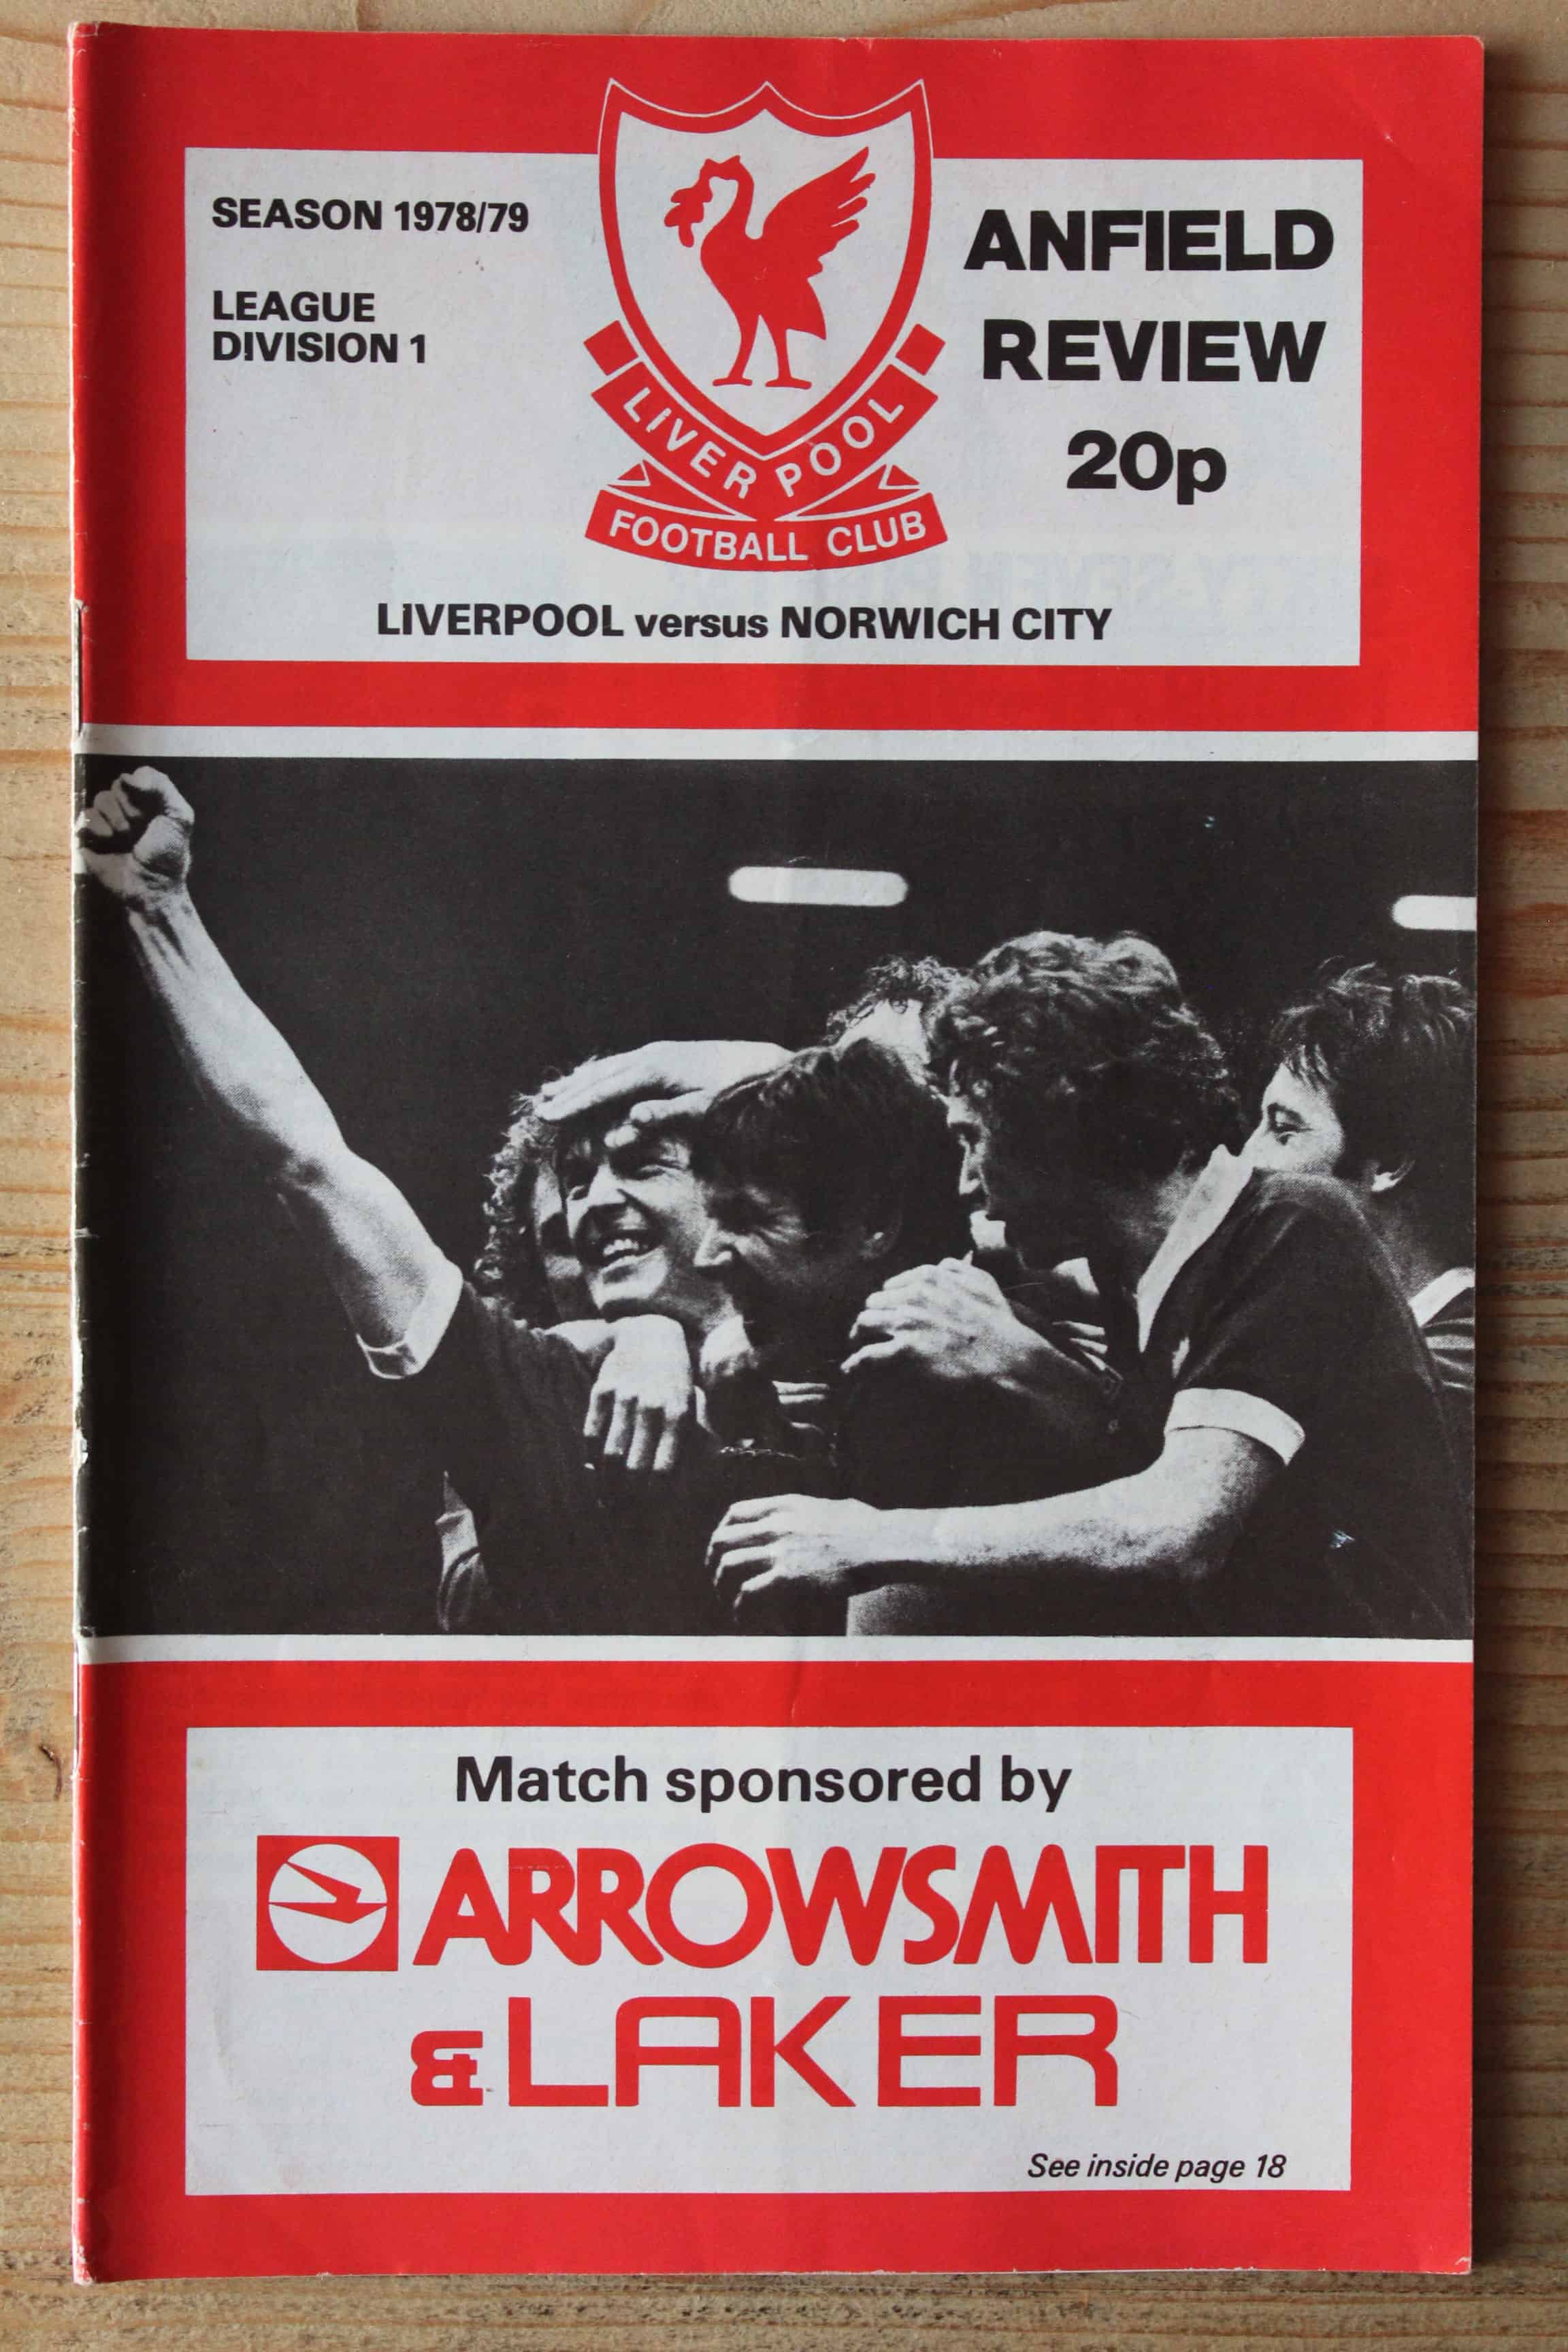 SEASON 1978/79
LEAGUE
DIVISION 1
LIVERPOOL
FOOTBALL CLUB
ANFIELD
REVIEW
20p
LIVERPOOL versus NORWICH CITY
Match sponsored by
ARROWSMITH
& LAKER
See inside page 18